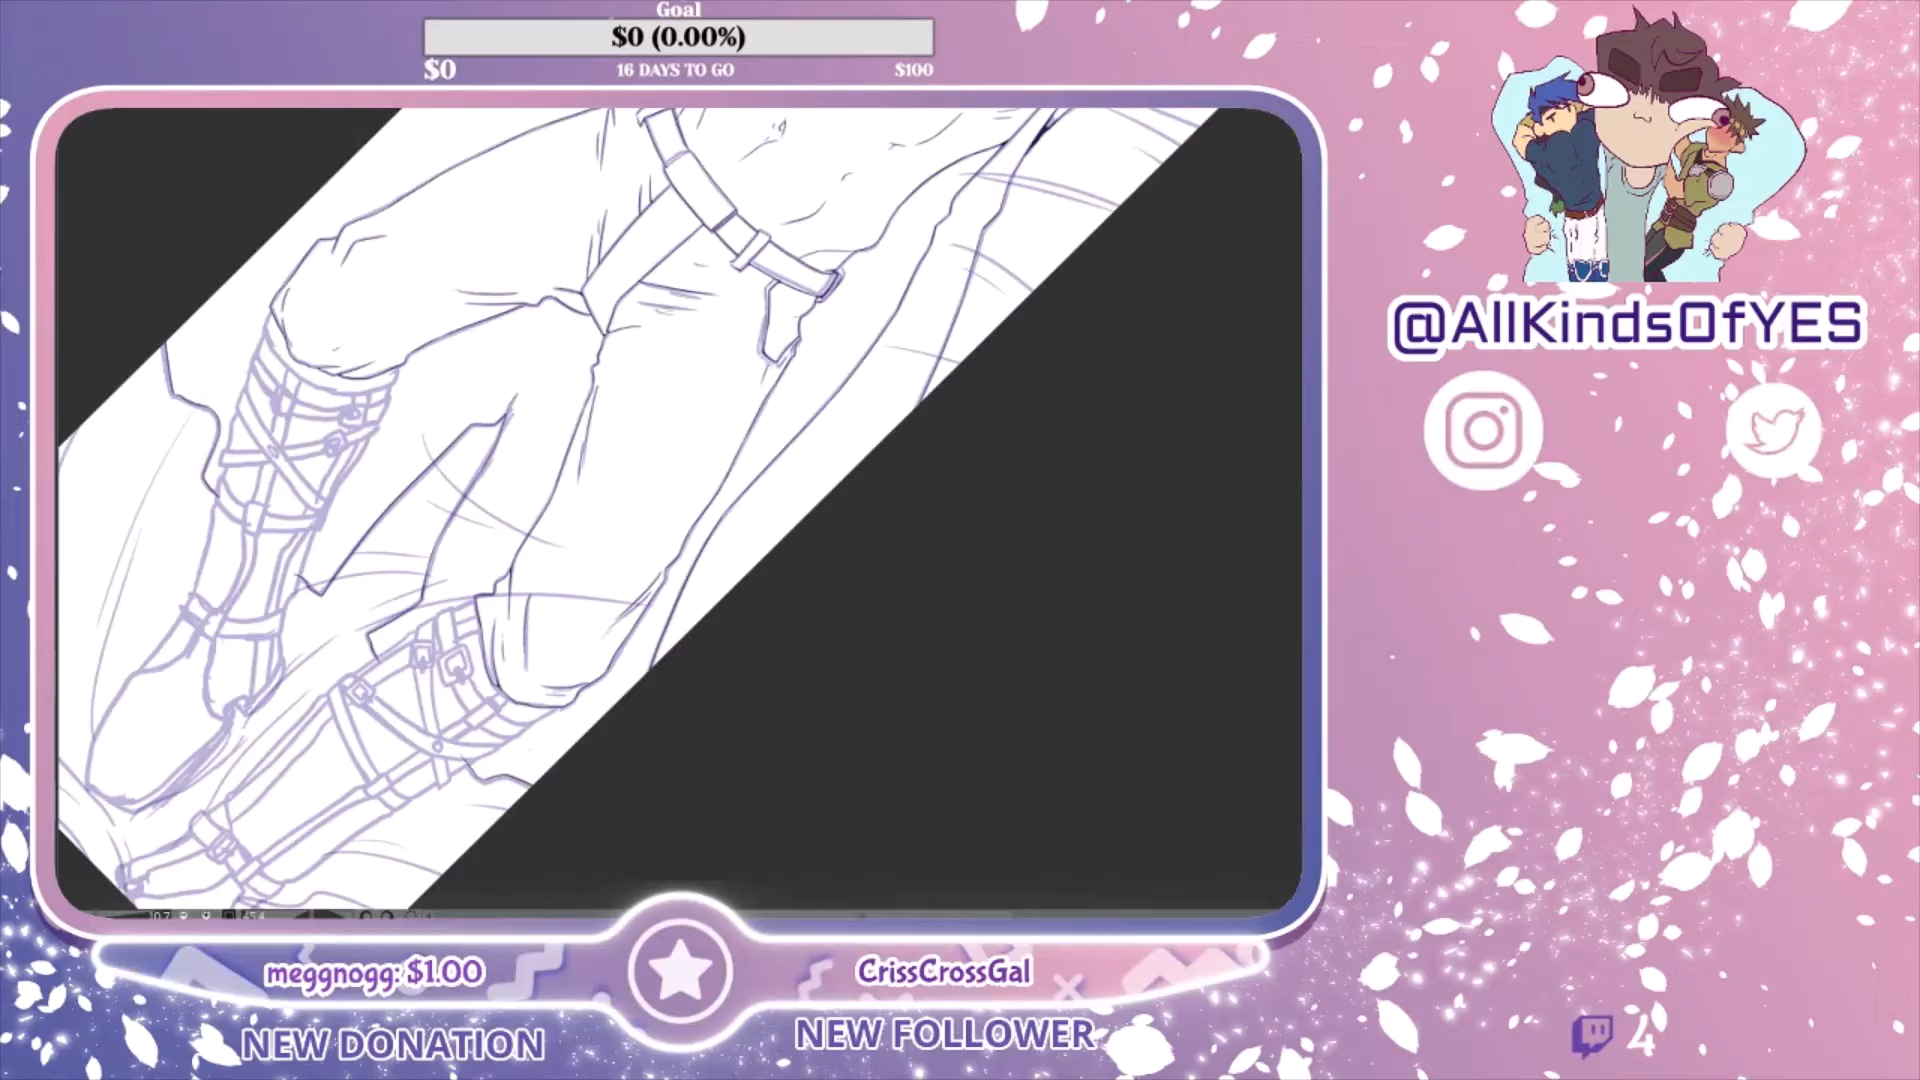 Goal
$0 (0.00%)
$0 16 DAYS TO GO $100
@AllKindsOfYES
meggnogg: $1.00
CrissCrossGal
NEW DONATION
NEW FOLLOWER
4